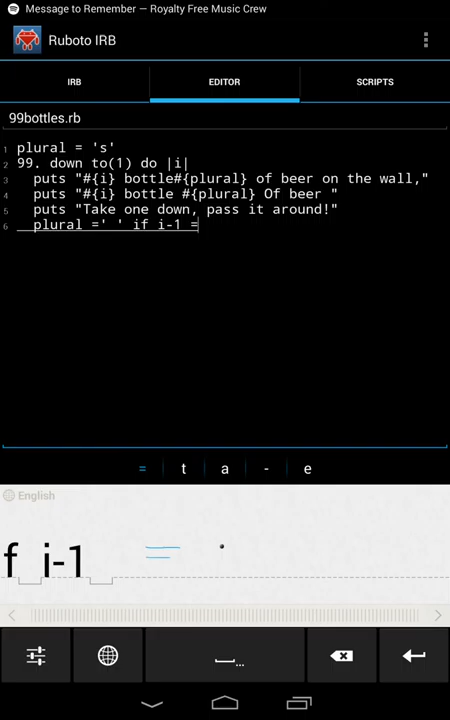 Message to Remember — Royalty Free Music Crew
Ruboto IRB
IRB EDITOR SCRIPTS
99bottles.rb
1 plural = 's'
2 99. down to(1) do |i|
3 puts "#{i} bottle#{plural} of beer on the wall,"
4 puts "#{i} bottle #{plural} Of beer "
5 puts "Take one down, pass it around!"
6 plural =' ' if i-1 =
= t a - e
English
f i-1 =